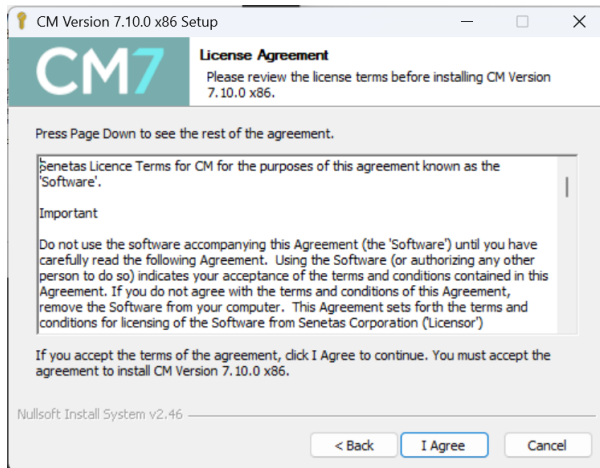 CM Version 7.10.0 x86 Setup
CM7
License Agreement
Please review the license terms before installing CM Version
7.10.0 x86.
Press Page Down to see the rest of the agreement.
Senetas Licence Terms for CM for the purposes of this agreement known as the
'Software'.
Important
Do not use the software accompanying this Agreement (the 'Software') until you have
carefully read the following Agreement.  Using the Software (or authorizing any other
person to do so) indicates your acceptance of the terms and conditions contained in this
Agreement. If you do not agree with the terms and conditions of this Agreement,
remove the Software from your computer.  This Agreement sets forth the terms and
conditions for licensing of the Software from Senetas Corporation ('Licensor')
If you accept the terms of the agreement, click I Agree to continue. You must accept the
agreement to install CM Version 7.10.0 x86.
Nullsoft Install System v2.46
< Back
I Agree
Cancel